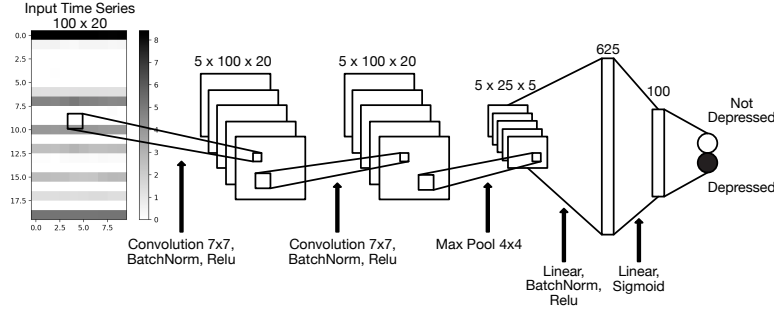 Input Time Series
100 x 20
0.0
2.5
5.0
7.5
10.0
12.5
15.0
17.5
0.0
2.5
5.0
7.5
8
7
6
5
4
3
2
1
0
5 x 100 x 20
5 x 100 x 20
5 x 25 x 5
625
100
Not
Depressed
Depressed
Convolution 7x7,
BatchNorm, Relu
Convolution 7x7,
BatchNorm, Relu
Max Pool 4x4
Linear,
BatchNorm,
Relu
Linear,
Sigmoid